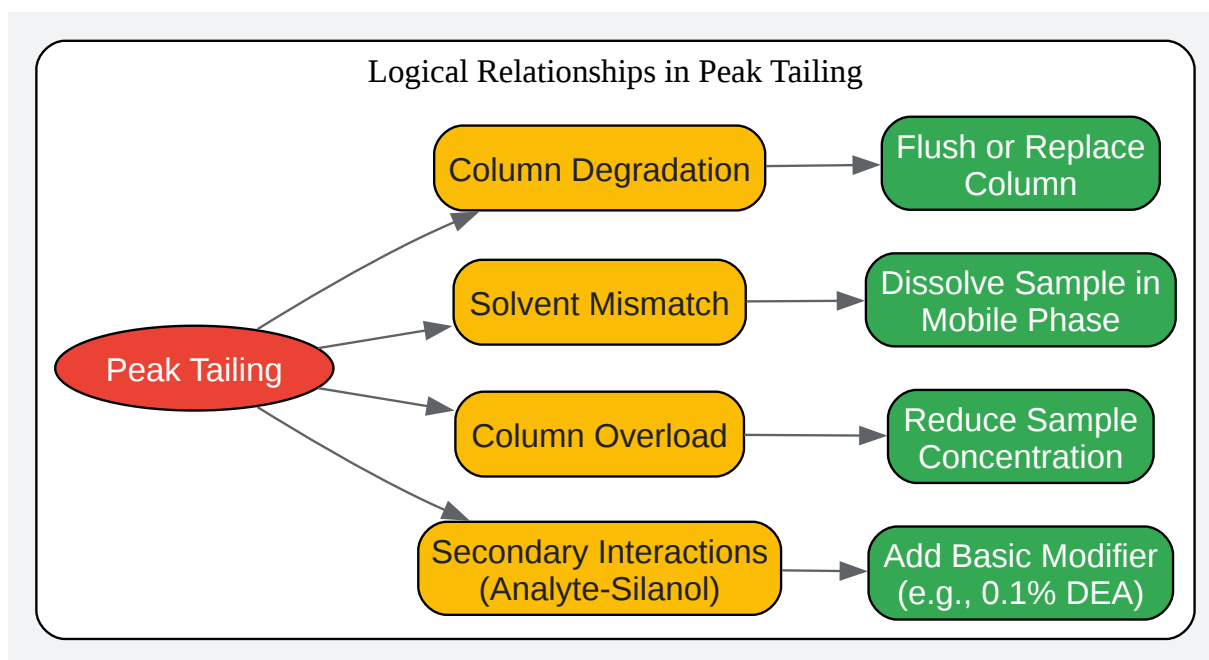 Logical Relationships in Peak Tailing
Peak Tailing
Column Degradation
Flush or Replace
Column
Solvent Mismatch
Dissolve Sample in
Mobile Phase
Column Overload
Reduce Sample
Concentration
Secondary Interactions
(Analyte-Silanol)
Add Basic Modifier
(e.g., 0.1% DEA)